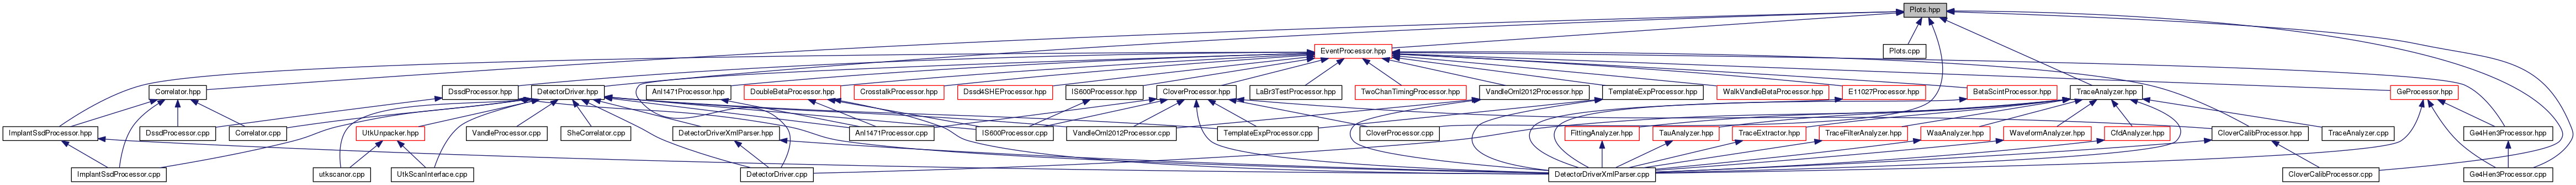 Plots.hpp
EventProcessor.hpp
Plots.cpp
Correlator.hpp
DssdProcessor.hpp
DetectorDriver.hpp
Anl1471Processor.hpp
DoubleBetaProcessor.hpp
CrosstalkProcessor.hpp
Dssd4SHEProcessor.hpp
IS600Processor.hpp
CloverProcessor.hpp
LaBr3TestProcessor.hpp
TwoChanTimingProcessor.hpp
VandleOrnl2012Processor.hpp
TemplateExpProcessor.hpp
WalkVandleBetaProcessor.hpp
E11027Processor.hpp
BetaScintProcessor.hpp
TraceAnalyzer.hpp
GeProcessor.hpp
ImplantSsdProcessor.hpp
DssdProcessor.cpp
Correlator.cpp
UtkUnpacker.hpp
VandleProcessor.cpp
SheCorrelator.cpp
DetectorDriverXmlParser.hpp
Anl1471Processor.cpp
IS600Processor.cpp
VandleOrnl2012Processor.cpp
TemplateExpProcessor.cpp
CloverProcessor.cpp
FittingAnalyzer.hpp
TauAnalyzer.hpp
TraceExtractor.hpp
TraceFilterAnalyzer.hpp
WaaAnalyzer.hpp
WaveformAnalyzer.hpp
CfdAnalyzer.hpp
CloverCalibProcessor.hpp
TraceAnalyzer.cpp
Ge4Hen3Processor.hpp
ImplantSsdProcessor.cpp
utkscanor.cpp
UtkScanInterface.cpp
DetectorDriver.cpp
DetectorDriverXmlParser.cpp
CloverCalibProcessor.cpp
Ge4Hen3Processor.cpp